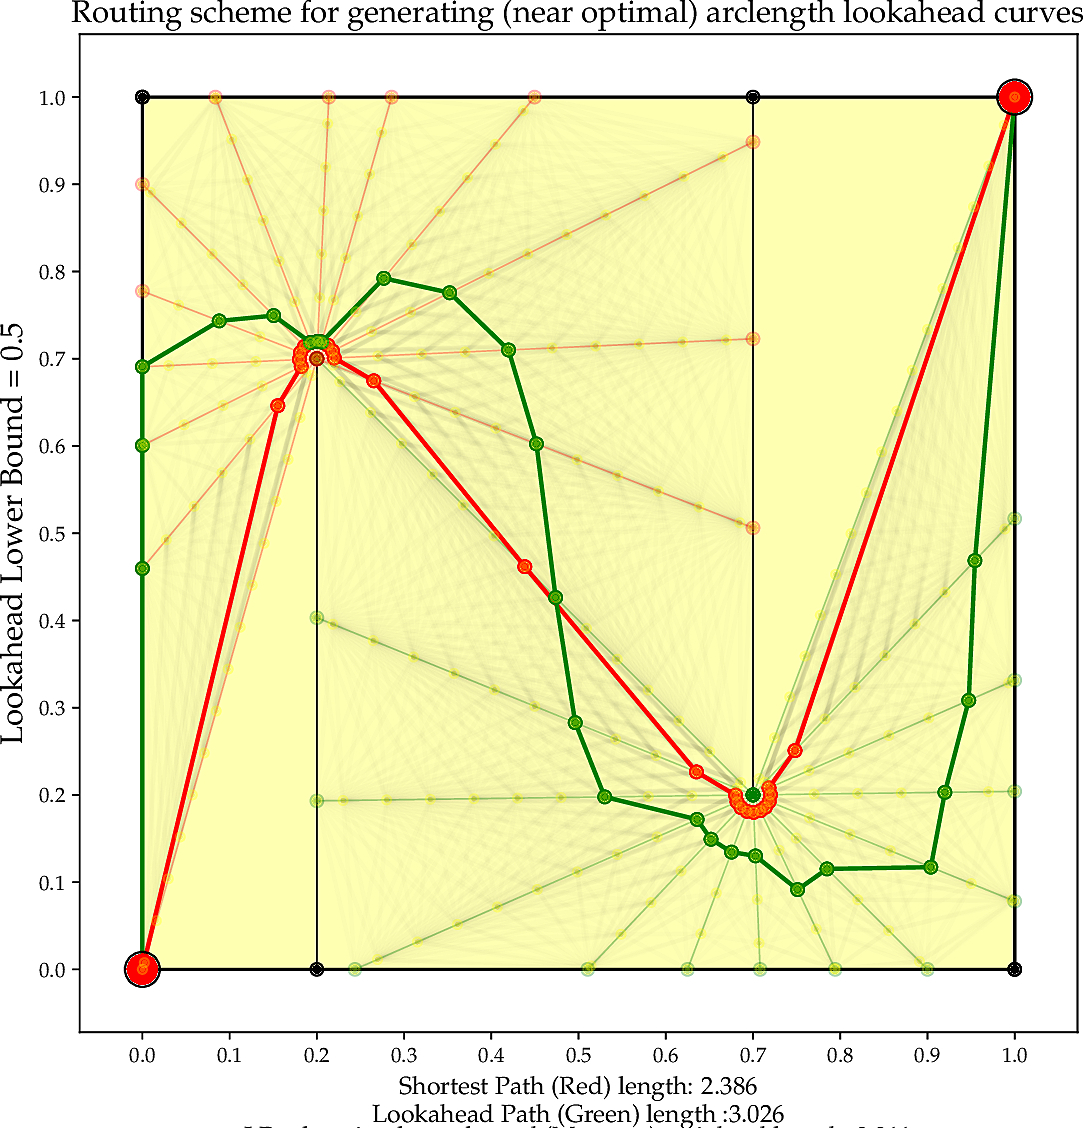 Routing scheme for generating (near optimal) arclength lookahead curves
Lookahead Lower Bound = 0.5
1.0
0.9
0.8
0.7
0.6
0.5
0.4
0.3
0.2
0.1
0.0
0.0 0.1 0.2 0.3 0.4 0.5 0.6 0.7 0.8 0.9 1.0
Shortest Path (Red) length: 2.386
Lookahead Path (Green) length :3.026